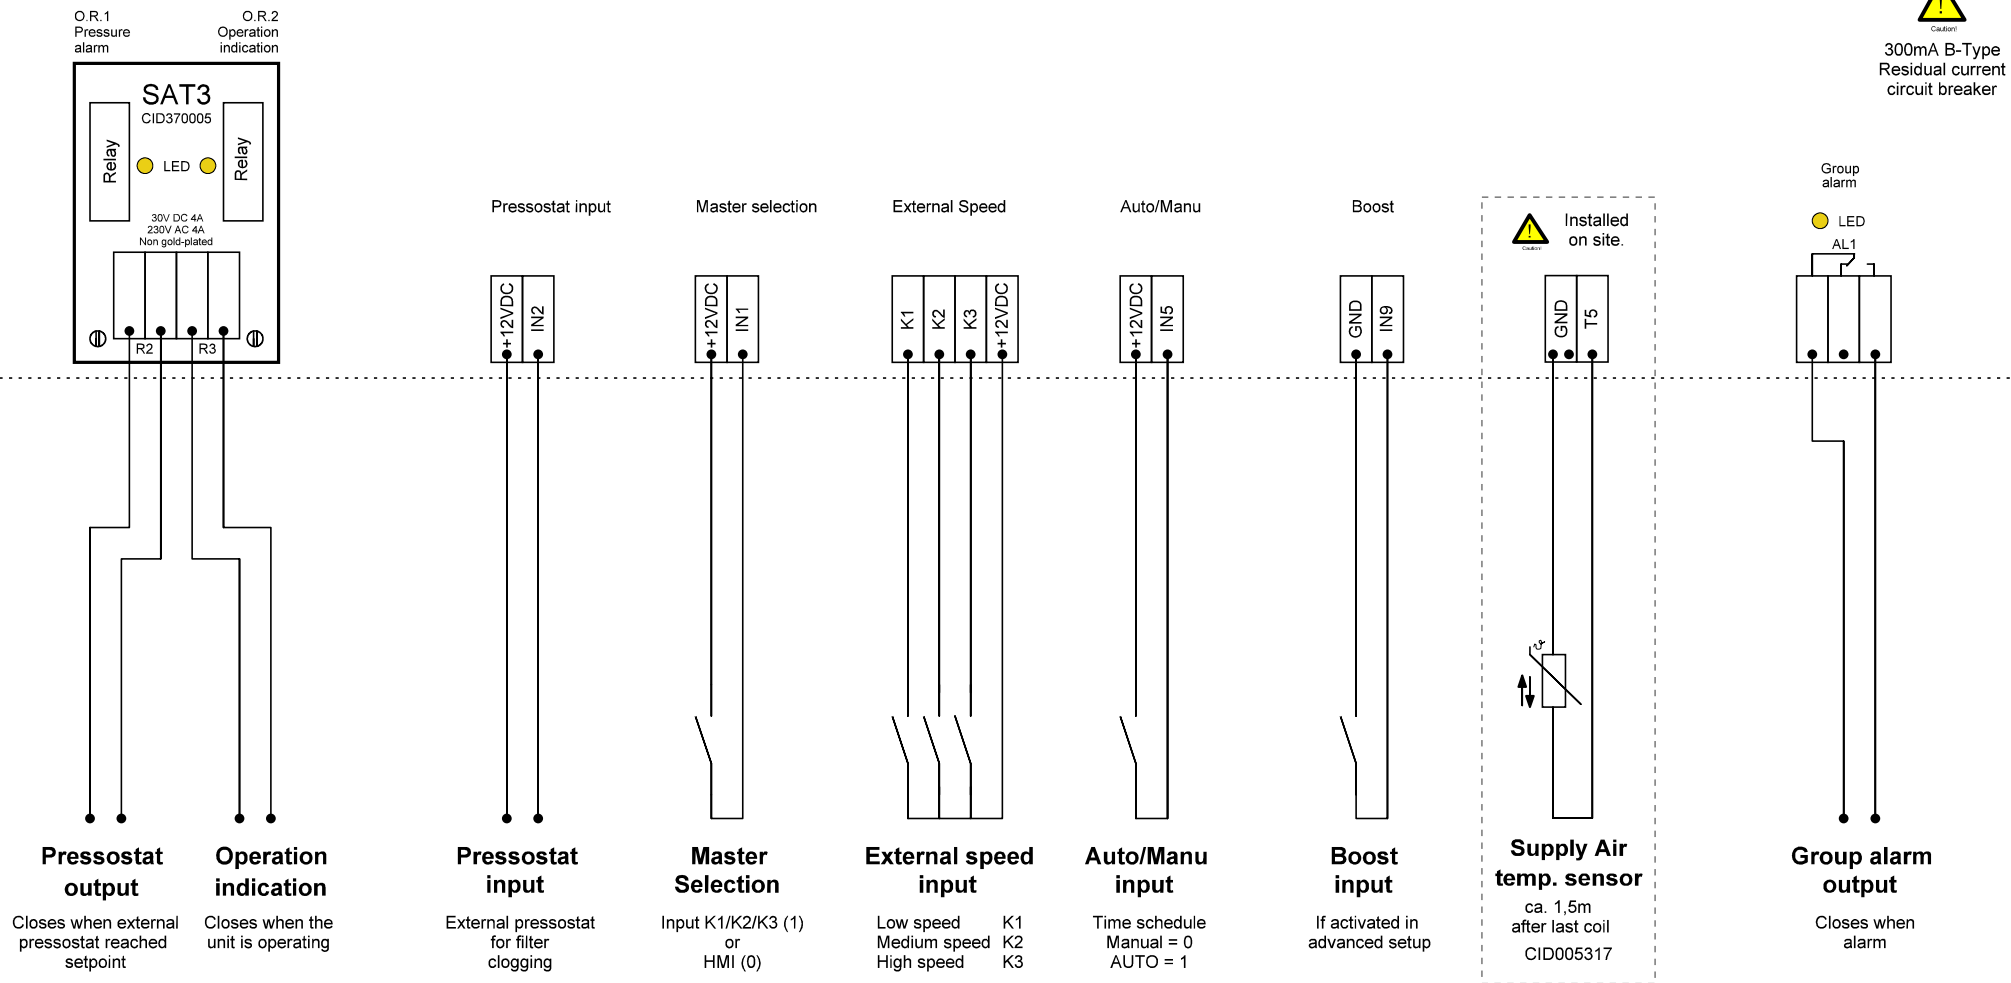 O.R.1
Pressure
alarm
O.R.2
Operation
indication
SAT3
CID370005
Relay
LED
Relay
30V DC 4A
230V AC 4A
Non gold-plated
R2
R3
Caution!
300mA B-Type
Residual current
circuit breaker
Pressostat input
+12VDC
IN2
Master selection
+12VDC
IN1
External Speed
K1
K2
K3
+12VDC
Auto/Manu
+12VDC
IN5
Boost
GND
IN9
!
Caution!
Installed
on site.
GND
T5
ϑ
Group
alarm
LED
AL1
Pressostat
output
Closes when external
pressostat reached
setpoint
Operation
indication
Closes when the
unit is operating
Pressostat
input
External pressostat
for filter
clogging
Master
Selection
Input K1/K2/K3 (1)
or
HMI (0)
External speed
input
Low speed K1
Medium speed K2
High speed K3
Auto/Manu
input
Time schedule
Manual = 0
AUTO = 1
Boost
input
If activated in
advanced setup
Supply Air
temp. sensor
ca. 1,5m
after last coil
CID005317
Group alarm
output
Closes when
alarm